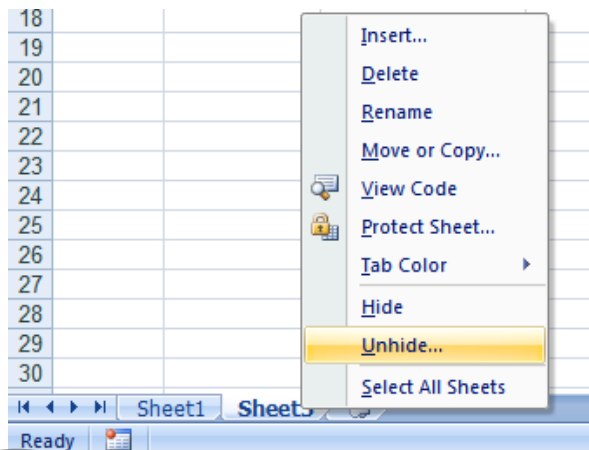 18
19
20
21
22
23
24
25
26
27
28
29
30
Insert...
Delete
Rename
Move or Copy...
View Code
Protect Sheet...
Tab Color
Hide
Unhide...
Select All Sheets
Sheet1 Sheet3
Ready